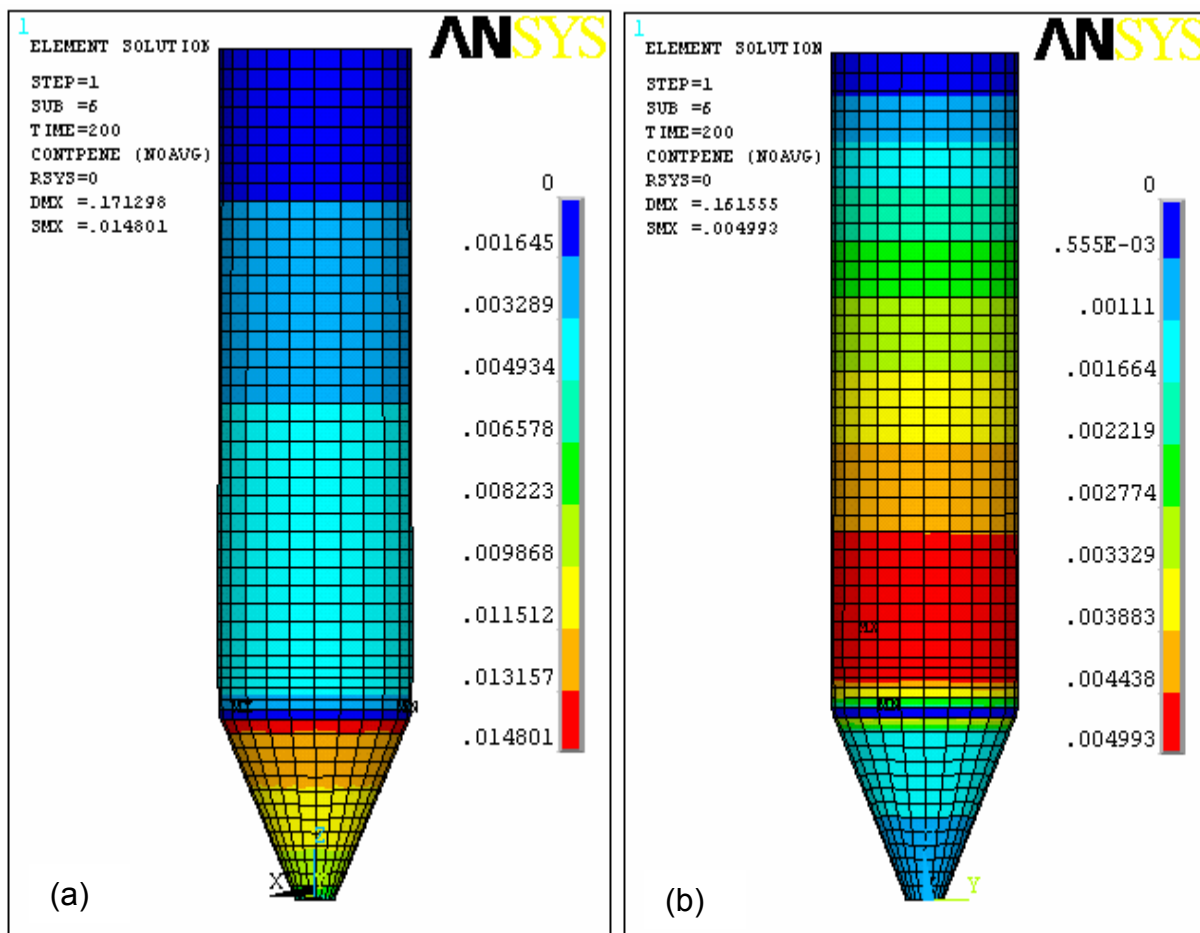 1
ANSYS
ELEMENT SOLUTION
STEP=1
SUB =6
TIME=200
CONTPENE (NOAVG)
RSYS=0
DMX =.171298
SMX =.014801
0
.001645
.003289
.004934
.006578
.008223
.009868
.011512
.013157
.014801
MN
Z
X
(a)
1
ANSYS
ELEMENT SOLUTION
STEP=1
SUB =6
TIME=200
CONTPENE (NOAVG)
RSYS=0
DMX =.161555
SMX =.004993
0
.555E-03
.00111
.001664
.002219
.002774
.003329
.003883
.004438
.004993
MX
MN
Y
(b)